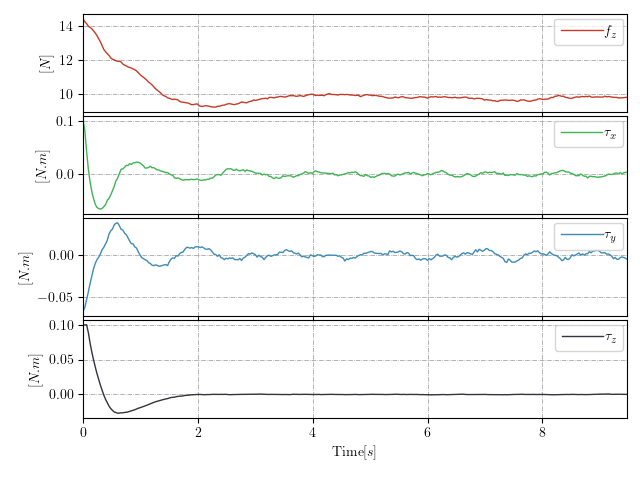 14
12
10
[N]
f_z
0.1
0.0
[N.m]
τ_x
0.00
−0.05
[N.m]
τ_y
0.10
0.05
0.00
[N.m]
τ_z
0 2 4 6 8
Time[s]